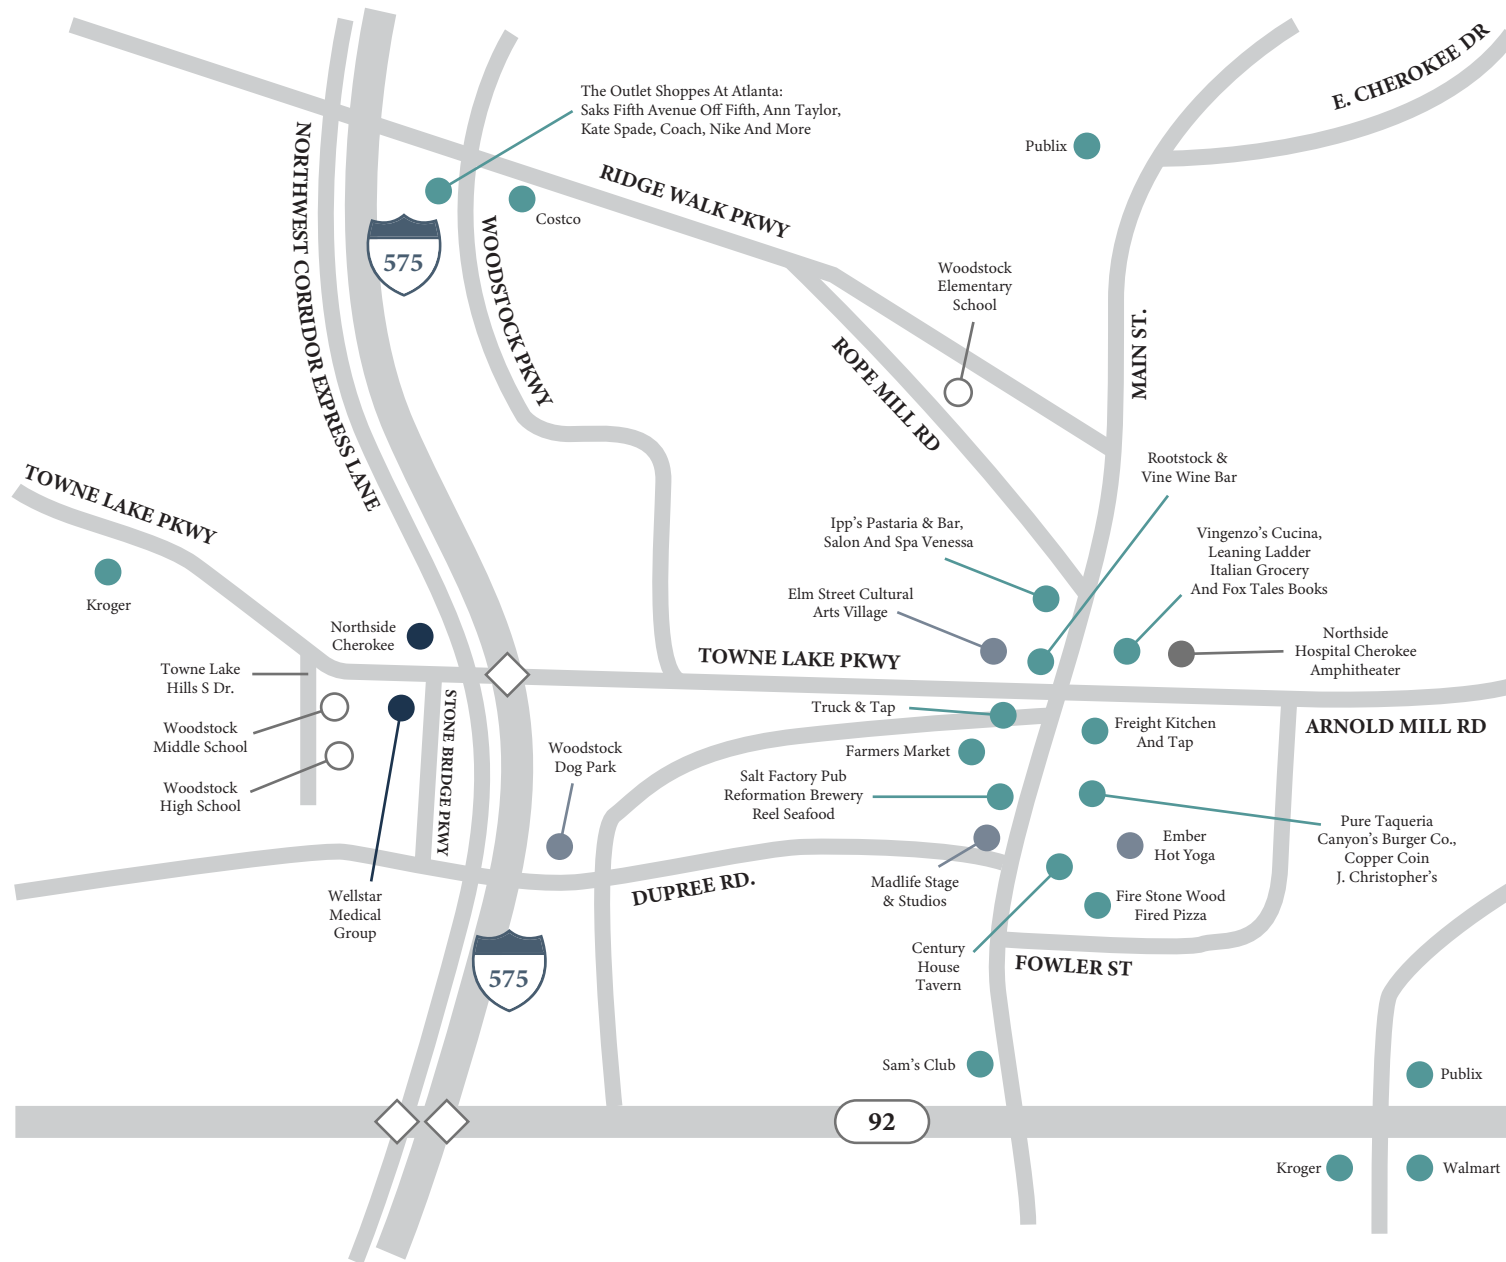 The Outlet Shoppes At Atlanta:
Saks Fifth Avenue Off Fifth, Ann Taylor,
Kate Spade, Coach, Nike And More
E. CHEROKEE DR
Publix
NORTHWEST CORRIDOR EXPRESS LANE
RIDGE WALK PKWY
Costco
575
WOODSTOCK PKWY
Woodstock
Elementary
School
MAIN ST.
ROPE MILL RD
Rootstock &
Vine Wine Bar
TOWNE LAKE PKWY
Ipp's Pastaria & Bar,
Salon And Spa Venessa
Vingenzo's Cucina,
Leaning Ladder
Italian Grocery
And Fox Tales Books
Kroger
Elm Street Cultural
Arts Village
Northside
Cherokee
Northside
Hospital Cherokee
Amphitheater
TOWNE LAKE PKWY
Towne Lake
Hills S Dr.
Truck & Tap
Freight Kitchen
And Tap
ARNOLD MILL RD
Woodstock
Middle School
STONE BRIDGE PKWY
Woodstock
Dog Park
Farmers Market
Salt Factory Pub
Reformation Brewery
Reel Seafood
Woodstock
High School
Pure Taqueria
Canyon's Burger Co.,
Copper Coin
J. Christopher's
Ember
Hot Yoga
Madlife Stage
& Studios
DUPREE RD.
Wellstar
Medical
Group
Fire Stone Wood
Fired Pizza
Century
House
Tavern
FOWLER ST
575
Sam's Club
Publix
92
Kroger
Walmart